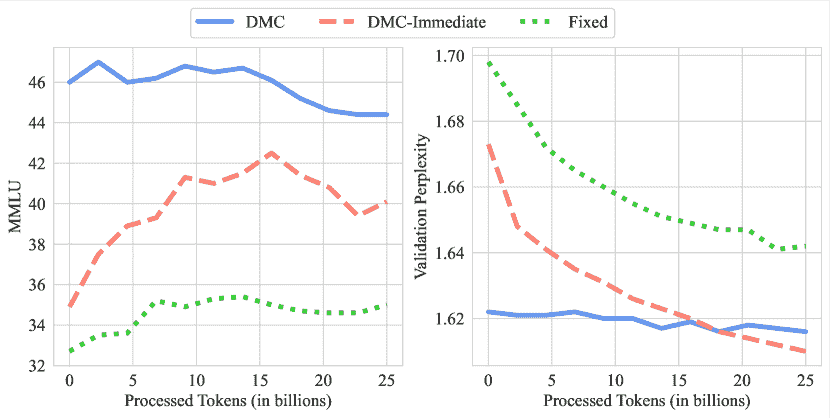 DMC DMC-Immediate Fixed
MMLU
46
44
42
40
38
36
34
32
0 5 10 15 20 25
Processed Tokens (in billions)
Validation Perplexity
1.70
1.68
1.66
1.64
1.62
0 5 10 15 20 25
Processed Tokens (in billions)